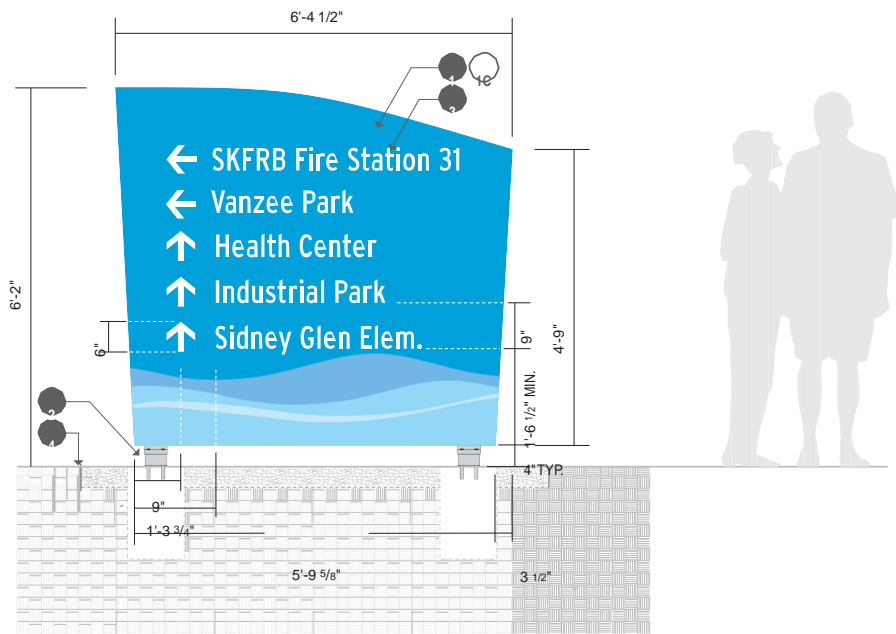 6'-4 1/2"
1
1C
3
SKFRB Fire Station 31
Vanzee Park
Health Center
Industrial Park
Sidney Glen Elem.
6'-2"
6"
9"
4'-9"
1'-6 1/2" MIN.
2
4
4" TYP.
9"
1'-3 3/4"
5'-9 5/8"
3 1/2"